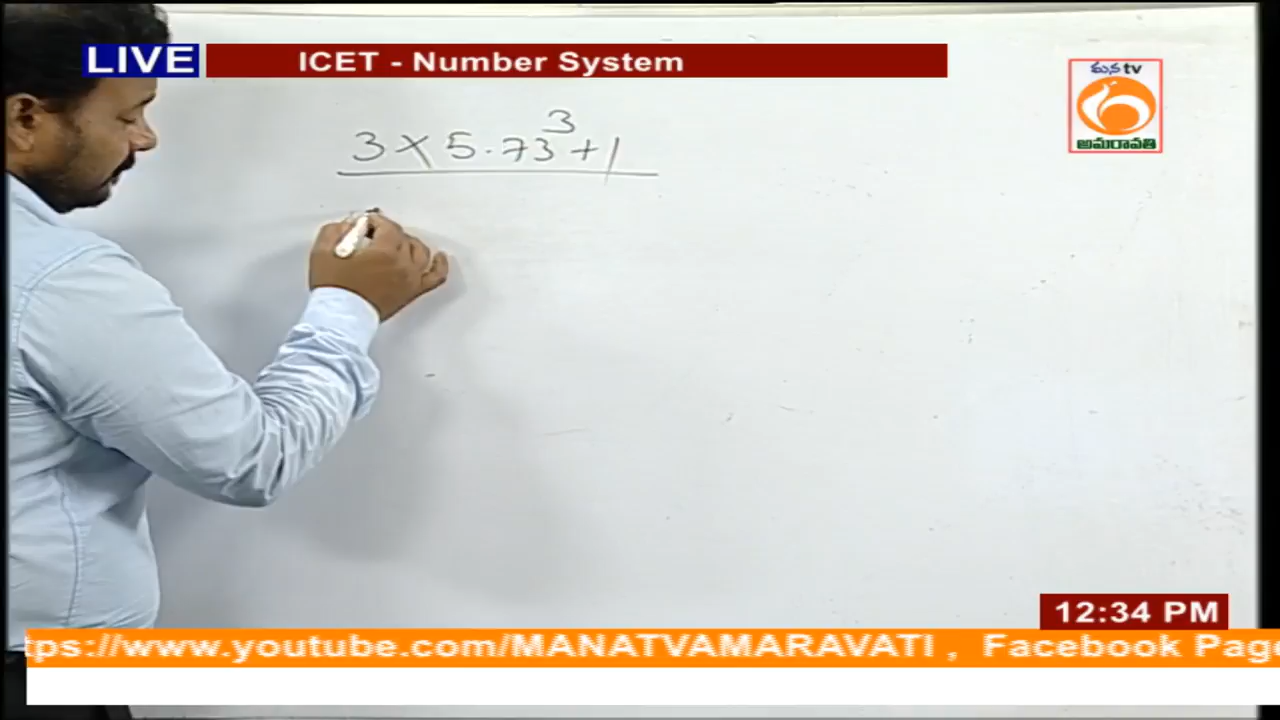 LIVE
ICET - Number System
మన tv
అమరావతి
3 × 5.73³ + 1
12:34 PM
tps://www.youtube.com/MANATVAMARAVATI , Facebook Page